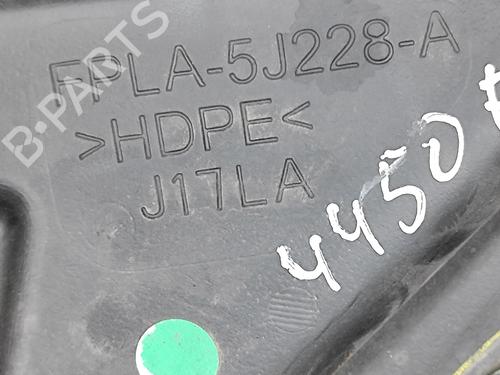 FPLA-5J228-A
>HDPE<
J17LA
4450
B-PARTS